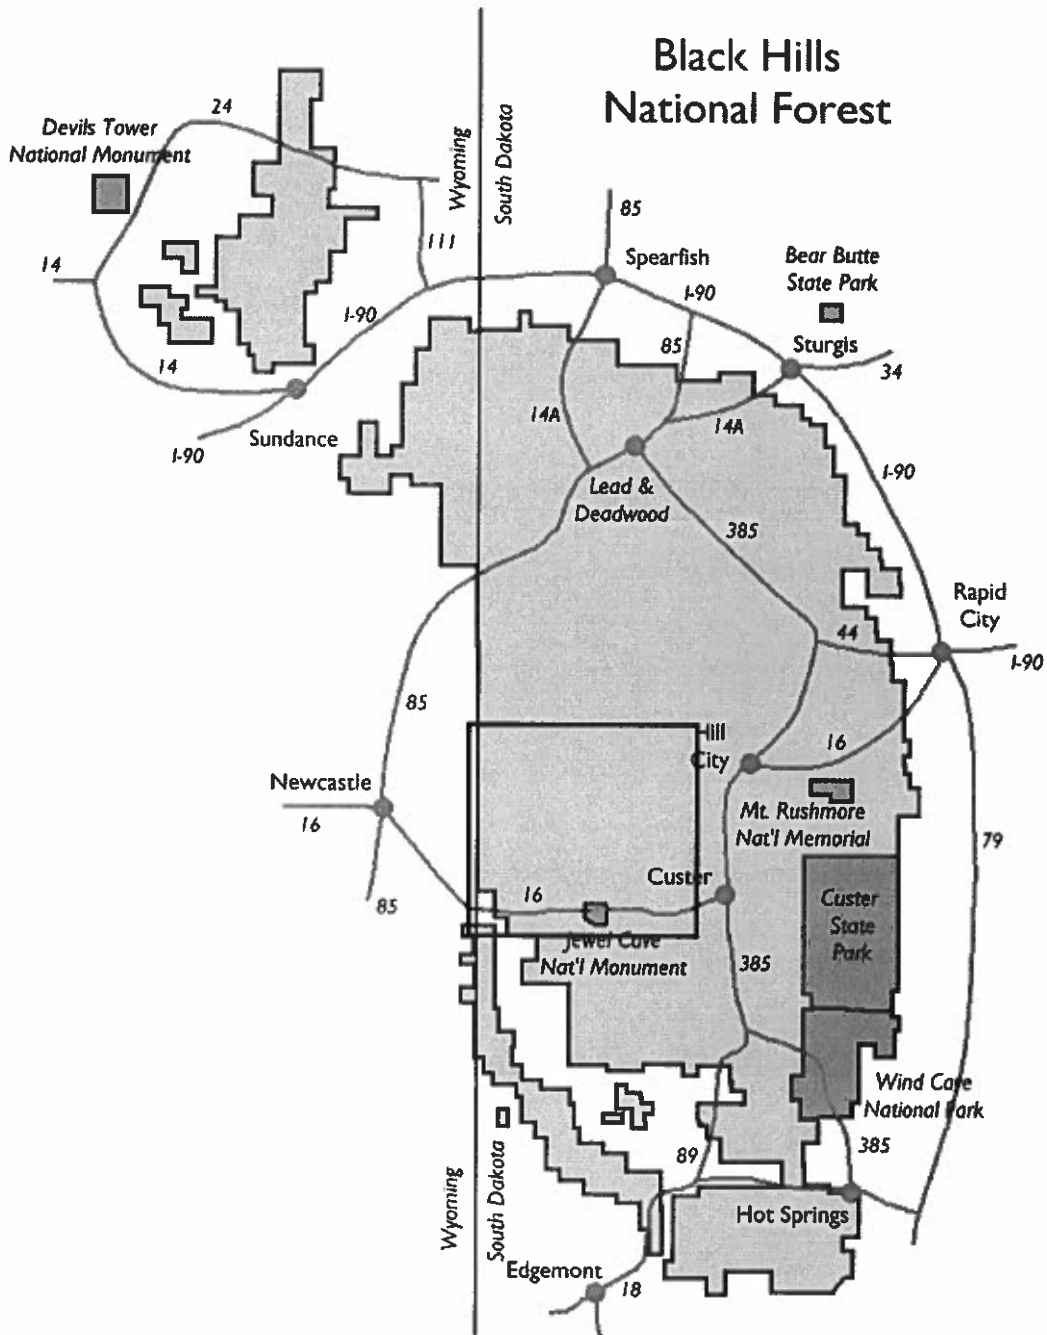 Black Hills
National Forest
24
Devils Tower
National Monument
Wyoming
South Dakota
85
111
Spearfish
Bear Butte
State Park
14
I-90
I-90
85
Sturgis
14
34
14A
14A
Sundance
I-90
I-90
Lead &
Deadwood
385
Rapid
City
44
I-90
85
Hill
City
16
Newcastle
16
Mt. Rushmore
Nat'l Memorial
79
Custer
85
16
Custer
State
Park
Jewel Cave
Nat'l Monument
385
Wind Cave
National Park
89
385
Wyoming
South Dakota
Hot Springs
Edgemont
18